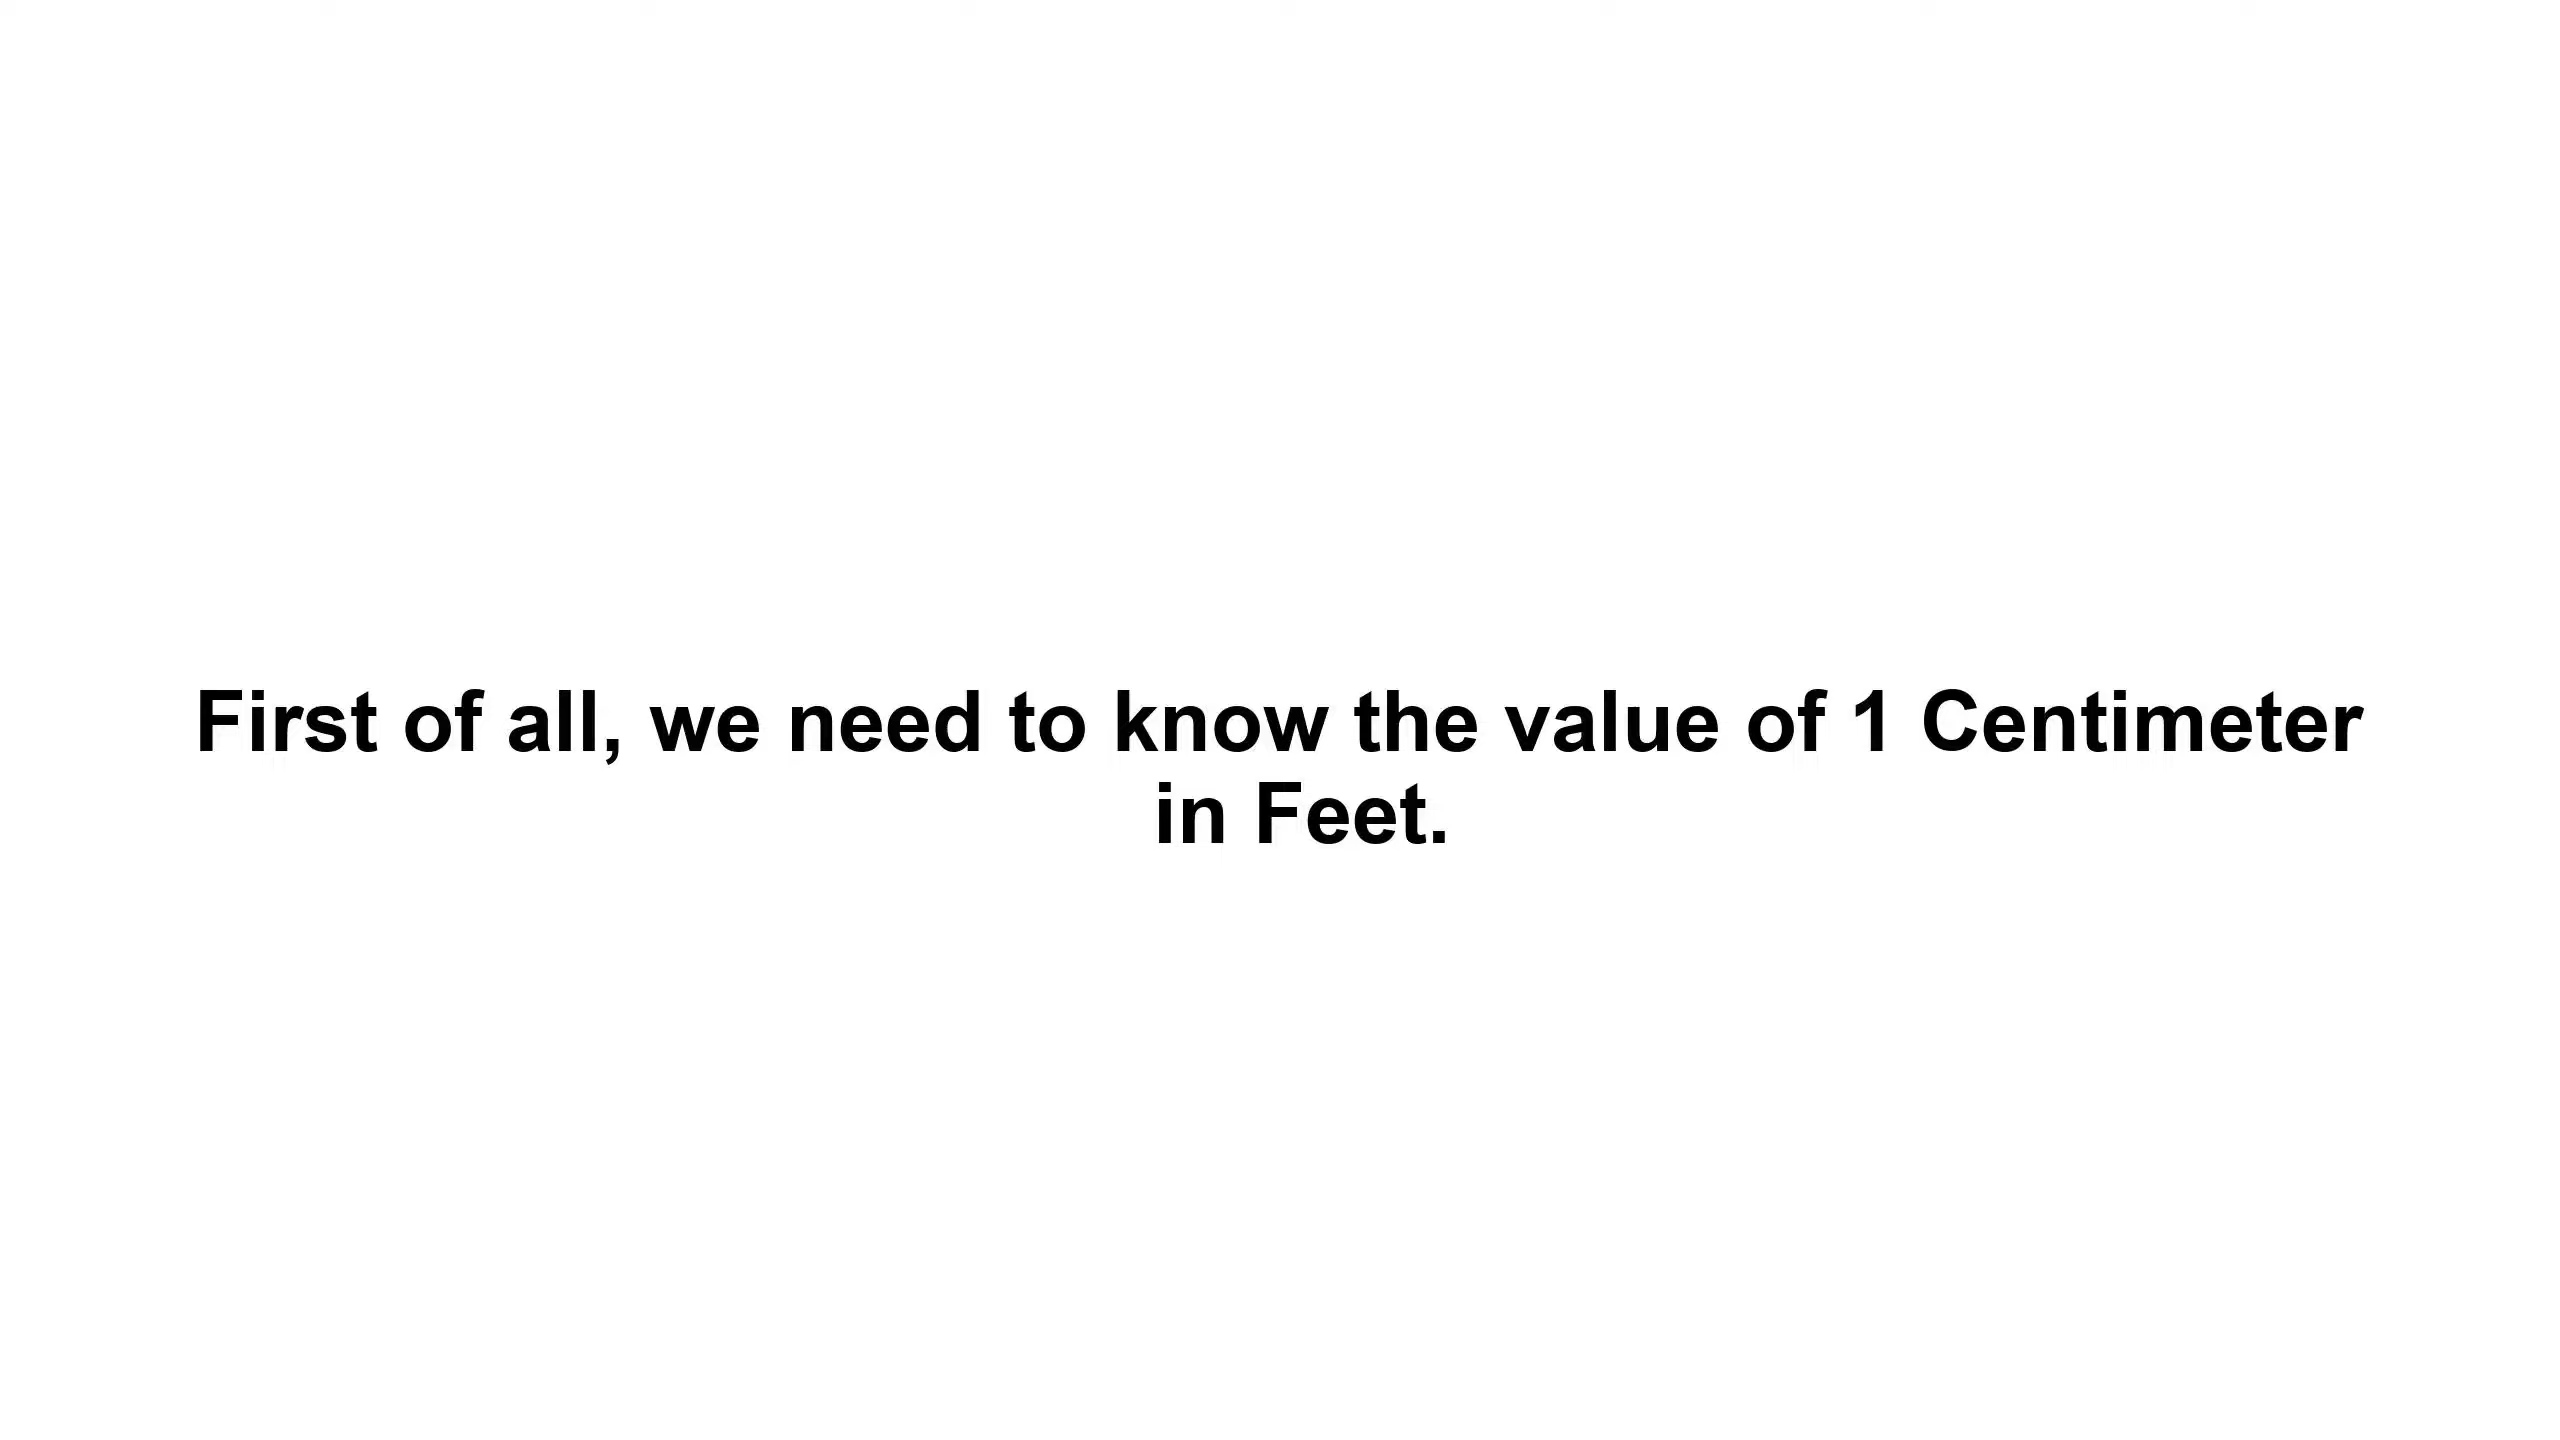 First of all, we need to know the value of 1 Centimeter
in Feet.